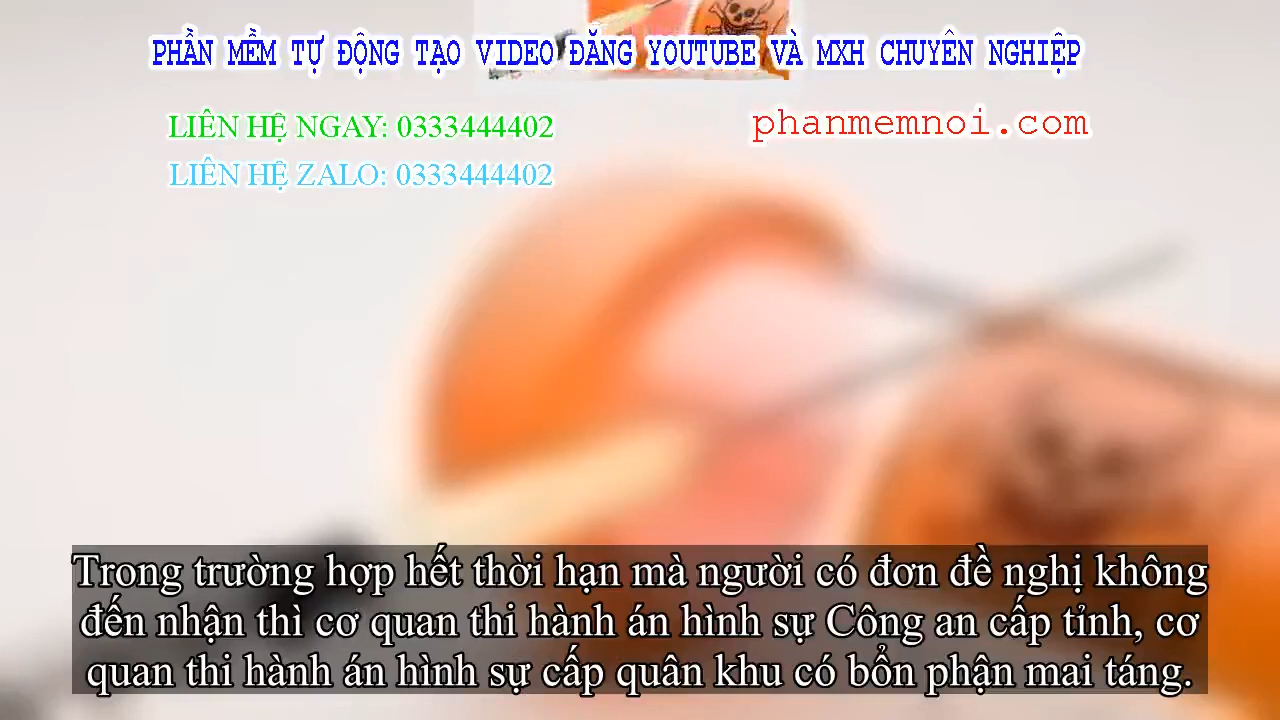 PHẦN MỀM TỰ ĐỘNG TẠO VIDEO ĐĂNG YOUTUBE VÀ MXH CHUYÊN NGHIỆP
LIÊN HỆ NGAY: 0333444402
phanmemnoi.com
LIÊN HỆ ZALO: 0333444402
Trong trường hợp hết thời hạn mà người có đơn đề nghị không
đến nhận thì cơ quan thi hành án hình sự Công an cấp tỉnh, cơ
quan thi hành án hình sự cấp quân khu có bổn phận mai táng.